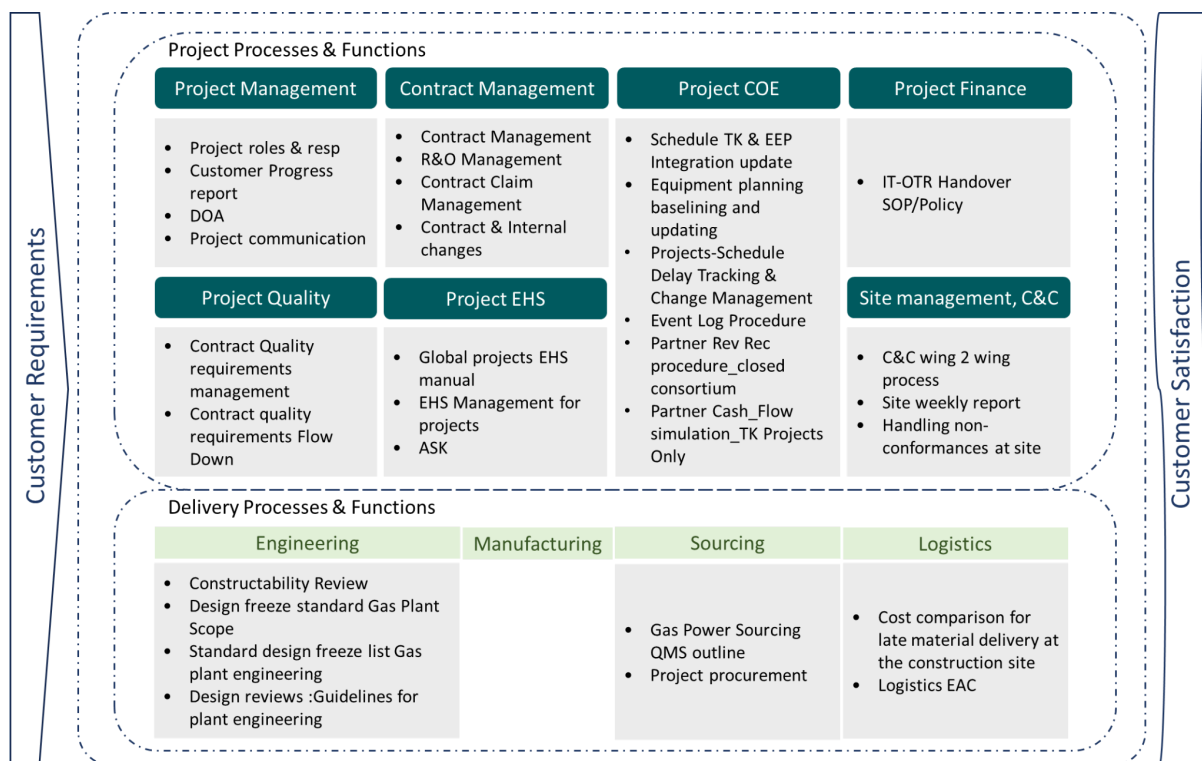 Customer Requirements
Project Processes & Functions
Project Management
Project roles & resp
Customer Progress
report
DOA
Project communication
Contract Management
Contract Management
R&O Management
Contract Claim
Management
Contract & Internal
changes
Project COE
Schedule TK & EEP
Integration update
Equipment planning
baselining and
updating
Projects-Schedule
Delay Tracking &
Change Management
Event Log Procedure
Partner Rev Rec
procedure_closed
consortium
Partner Cash_Flow
simulation_TK Projects
Only
Project Finance
IT-OTR Handover
SOP/Policy
Project Quality
Contract Quality
requirements
management
Contract quality
requirements Flow
Down
Project EHS
Global projects EHS
manual
EHS Management for
projects
ASK
Site management, C&C
C&C wing 2 wing
process
Site weekly report
Handling non-
conformances at site
Delivery Processes & Functions
Engineering
Constructability Review
Design freeze standard Gas Plant
Scope
Standard design freeze list Gas
plant engineering
Design reviews :Guidelines for
plant engineering
Manufacturing
Sourcing
Gas Power Sourcing
QMS outline
Project procurement
Logistics
Cost comparison for
late material delivery at
the construction site
Logistics EAC
Customer Satisfaction